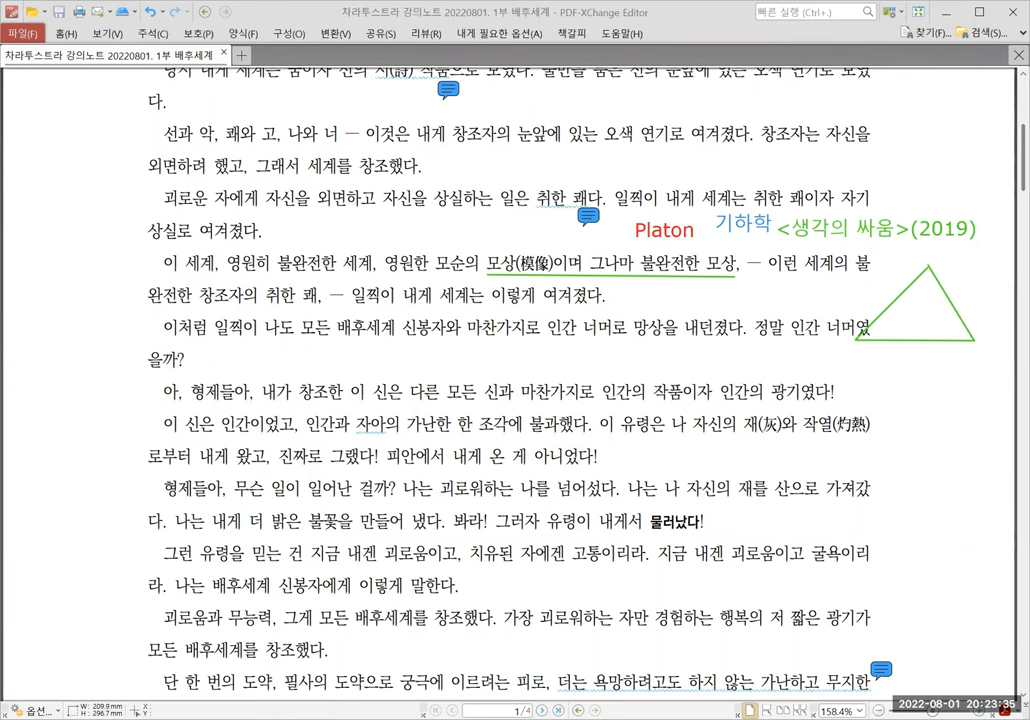 자라투스트라 강의노트 20220801. 1부 배후세계 - PDF-XChange Editor
빠른 실행 (Ctrl+.)
파일(F) 홈(H) 보기(V) 주석(C) 보호(P) 양식(F) 구성(O) 변환(V) 공유(S) 리뷰(R) 내게 필요한 옵션(A) 책갈피 도움말(H) 찾기(F)... 검색(S)...
자라투스트라 강의노트 20220801. 1부 배후세계
다.
선과 악, 쾌와 고, 나와 너 ─ 이것은 내게 창조자의 눈앞에 있는 오색 연기로 여겨졌다. 창조자는 자신을
외면하려 했고, 그래서 세계를 창조했다.
괴로운 자에게 자신을 외면하고 자신을 상실하는 일은 취한 쾌다. 일찍이 내게 세계는 취한 쾌이자 자기
상실로 여겨졌다.
Platon 기하학 <생각의 싸움>(2019)
이 세계, 영원히 불완전한 세계, 영원한 모순의 모상(模像)이며 그나마 불완전한 모상, ─ 이런 세계의 불
완전한 창조자의 취한 쾌, ─ 일찍이 내게 세계는 이렇게 여겨졌다.
이처럼 일찍이 나도 모든 배후세계 신봉자와 마찬가지로 인간 너머로 망상을 내던졌다. 정말 인간 너머였
을까?
아, 형제들아, 내가 창조한 이 신은 다른 모든 신과 마찬가지로 인간의 작품이자 인간의 광기였다!
이 신은 인간이었고, 인간과 자아의 가난한 한 조각에 불과했다. 이 유령은 나 자신의 재(灰)와 작열(灼熱)
로부터 내게 왔고, 진짜로 그랬다! 피안에서 내게 온 게 아니었다!
형제들아, 무슨 일이 일어난 걸까? 나는 괴로워하는 나를 넘어섰다. 나는 나 자신의 재를 산으로 가져갔
다. 나는 내게 더 밝은 불꽃을 만들어 냈다. 봐라! 그러자 유령이 내게서 물러났다!
그런 유령을 믿는 건 지금 내겐 괴로움이고, 치유된 자에겐 고통이리라. 지금 내겐 괴로움이고 굴욕이리
라. 나는 배후세계 신봉자에게 이렇게 말한다.
괴로움과 무능력, 그게 모든 배후세계를 창조했다. 가장 괴로워하는 자만 경험하는 행복의 저 짧은 광기가
모든 배후세계를 창조했다.
단 한 번의 도약, 필사의 도약으로 궁극에 이르려는 피로, 더는 욕망하려고도 하지 않는 가난하고 무지한
옵션... W: 209.9mm H: 296.7mm X: Y: 1/4 158.4%
2022-08-01 20:23:35